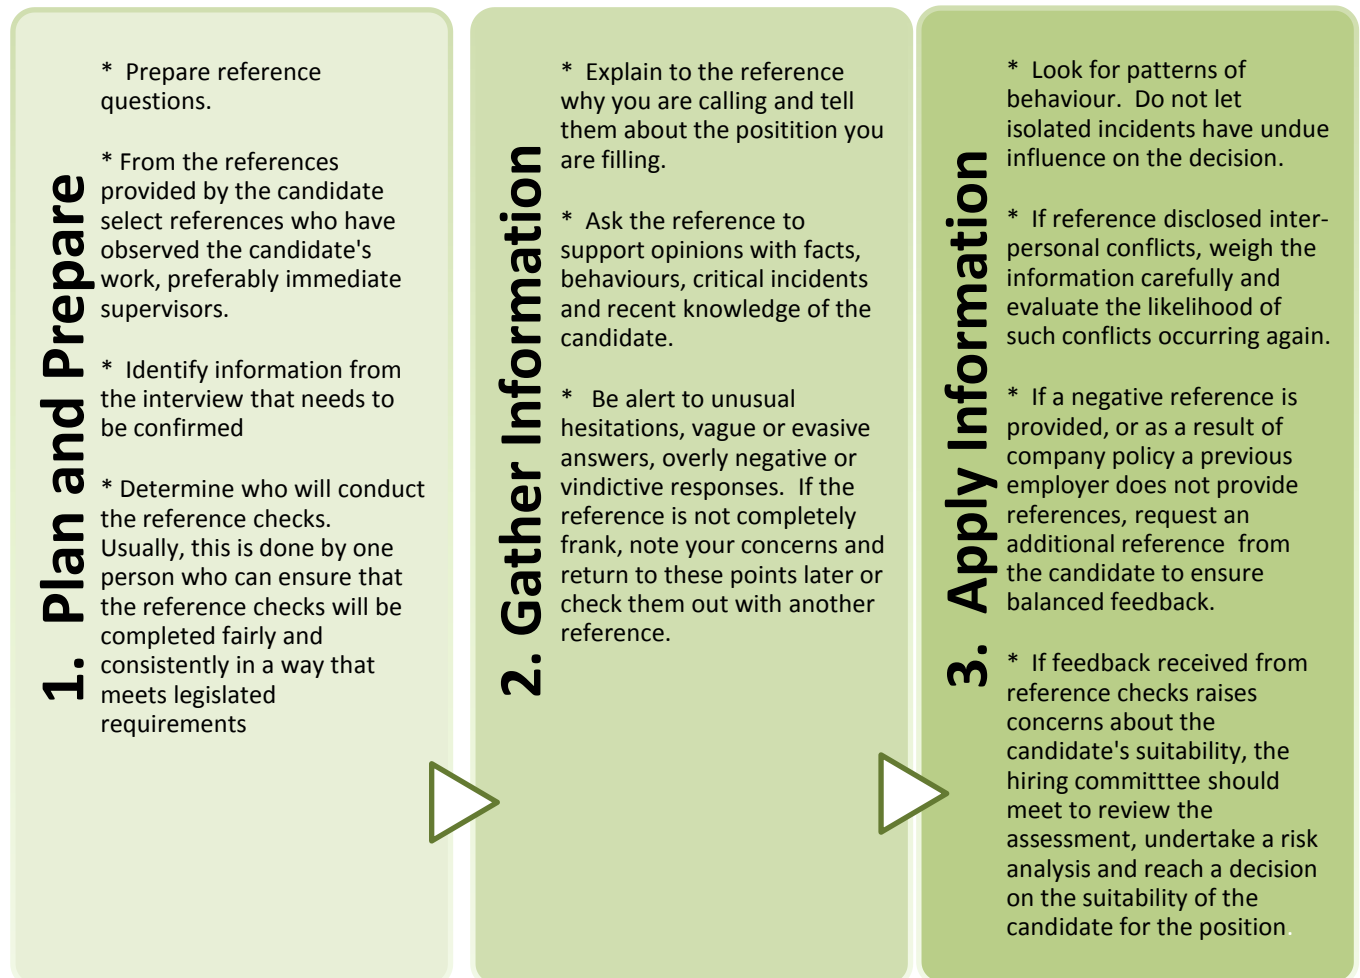 1. Plan and Prepare
* Prepare reference
questions.
* From the references
provided by the candidate
select references who have
observed the candidate's
work, preferably immediate
supervisors.
* Identify information from
the interview that needs to
be confirmed
* Determine who will conduct
the reference checks.
Usually, this is done by one
person who can ensure that
the reference checks will be
completed fairly and
consistently in a way that
meets legislated
requirements
2. Gather Information
* Explain to the reference
why you are calling and tell
them about the positition you
are filling.
* Ask the reference to
support opinions with facts,
behaviours, critical incidents
and recent knowledge of the
candidate.
* Be alert to unusual
hesitations, vague or evasive
answers, overly negative or
vindictive responses. If the
reference is not completely
frank, note your concerns and
return to these points later or
check them out with another
reference.
3. Apply Information
* Look for patterns of
behaviour. Do not let
isolated incidents have undue
influence on the decision.
* If reference disclosed inter-
personal conflicts, weigh the
information carefully and
evaluate the likelihood of
such conflicts occurring again.
* If a negative reference is
provided, or as a result of
company policy a previous
employer does not provide
references, request an
additional reference from
the candidate to ensure
balanced feedback.
* If feedback received from
reference checks raises
concerns about the
candidate's suitability, the
hiring committtee should
meet to review the
assessment, undertake a risk
analysis and reach a decision
on the suitability of the
candidate for the position.